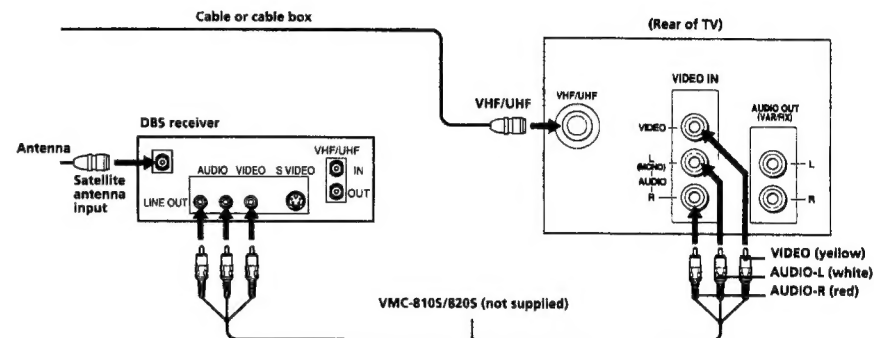 Cable or cable box
(Rear of TV)
VIDEO IN
VHF/UHF
VHF/UHF
AUDIO OUT
(VAR/FIX)
VIDEO
L
(MONO)
AUDIO
R
L
R
DBS receiver
Antenna
Satellite
antenna
input
AUDIO VIDEO S VIDEO
VHF/UHF
IN
OUT
LINE OUT
VIDEO (yellow)
AUDIO-L (white)
AUDIO-R (red)
VMC-810S/820S (not supplied)